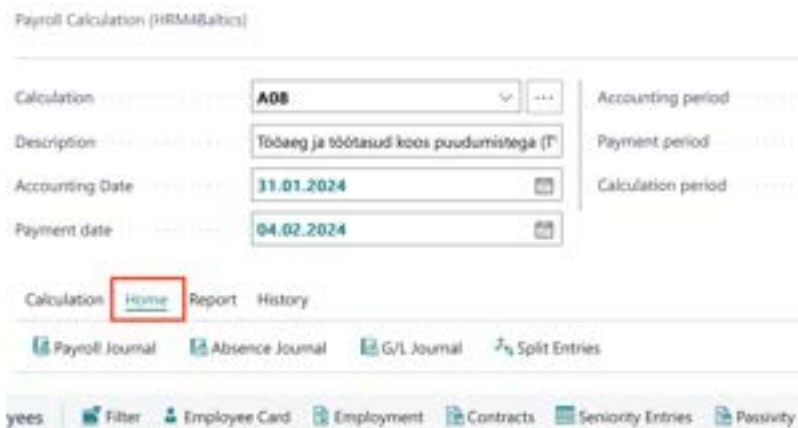 Payroll Calculation (HRM4Baltics)
Calculation A08 Accounting period
Description Tööaeg ja töötasud koos puudumistega (T Payment period
Accounting Date 31.01.2024 Calculation period
Payment date 04.02.2024
Calculation Home Report History
Payroll Journal Absence Journal G/L Journal Split Entries
yees Filter Employee Card Employment Contracts Seniority Entries Passivity